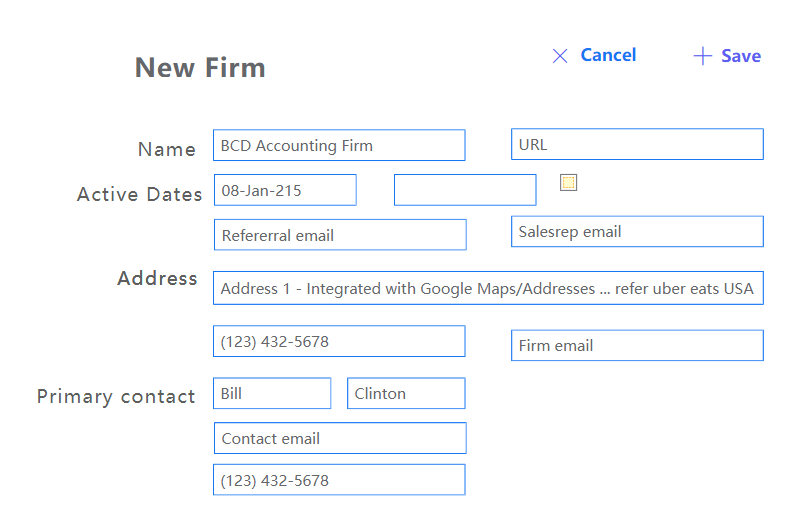 New Firm
Cancel
Save
Name
BCD Accounting Firm
URL
Active Dates
08-Jan-215
Refererral email
Salesrep email
Address
Address 1 - Integrated with Google Maps/Addresses ... refer uber eats USA
(123) 432-5678
Firm email
Primary contact
Bill
Clinton
Contact email
(123) 432-5678